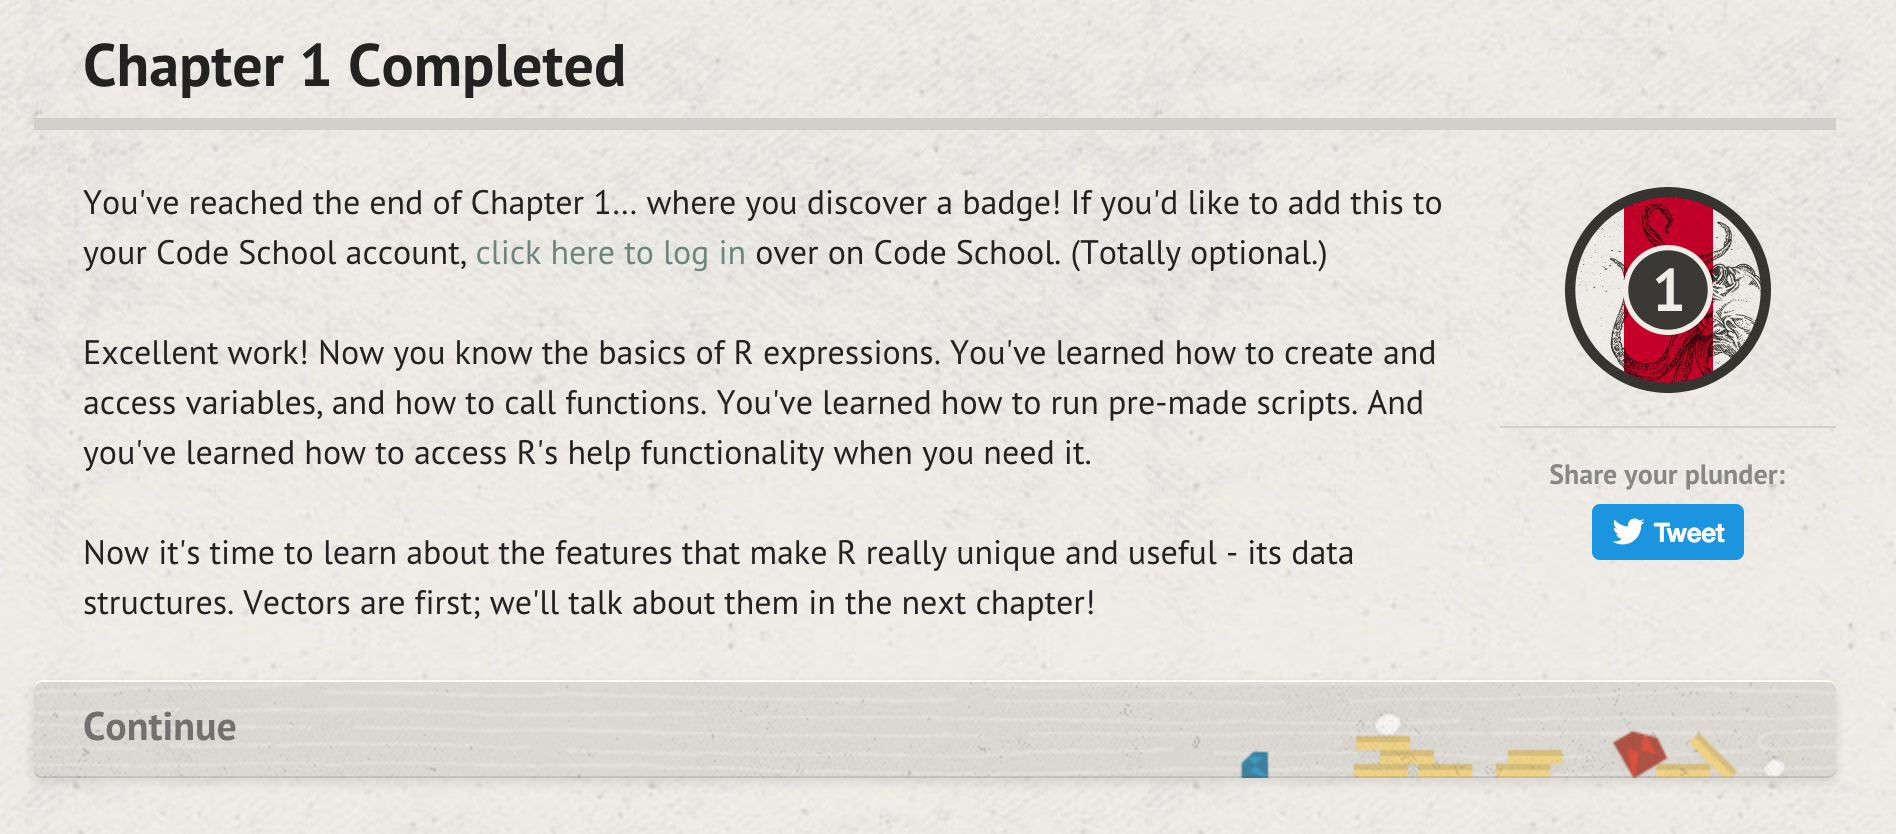 Chapter 1 Completed
You've reached the end of Chapter 1... where you discover a badge! If you'd like to add this to
your Code School account, click here to log in over on Code School. (Totally optional.)
1
Excellent work! Now you know the basics of R expressions. You've learned how to create and
access variables, and how to call functions. You've learned how to run pre-made scripts. And
you've learned how to access R's help functionality when you need it.
Share your plunder:
Tweet
Now it's time to learn about the features that make R really unique and useful - its data
structures. Vectors are first; we'll talk about them in the next chapter!
Continue